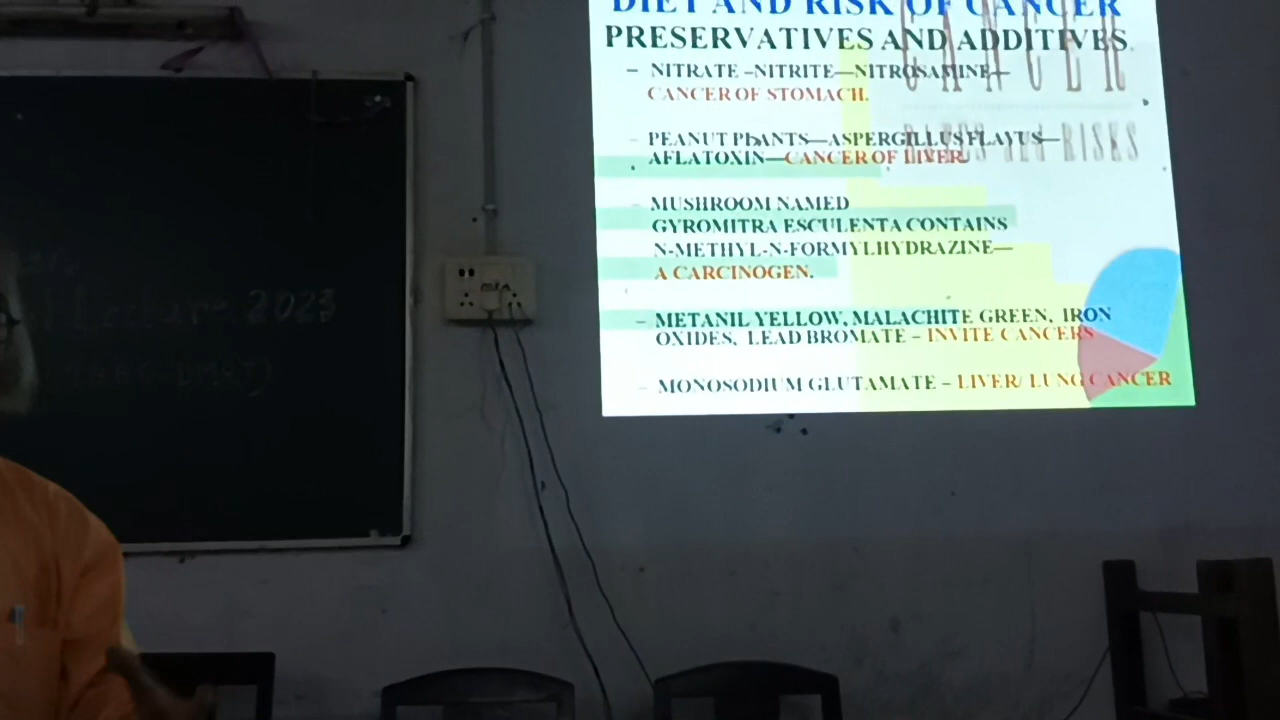 DIET AND RISK OF CANCER
PRESERVATIVES AND ADDITIVES
– NITRATE –NITRITE—NITROSAMINE—
CANCER OF STOMACH.
– PEANUT PLANTS—ASPERGILLUS FLAVUS—
AFLATOXIN—CANCER OF LIVER.
– MUSHROOM NAMED
GYROMITRA ESCULENTA CONTAINS
N-METHYL-N-FORMYLHYDRAZINE—
A CARCINOGEN.
– METANIL YELLOW, MALACHITE GREEN, IRON
OXIDES, LEAD BROMATE – INVITE CANCERS
– MONOSODIUM GLUTAMATE – LIVER/ LUNG CANCER
CANCER
RISKS
Lecture 2023